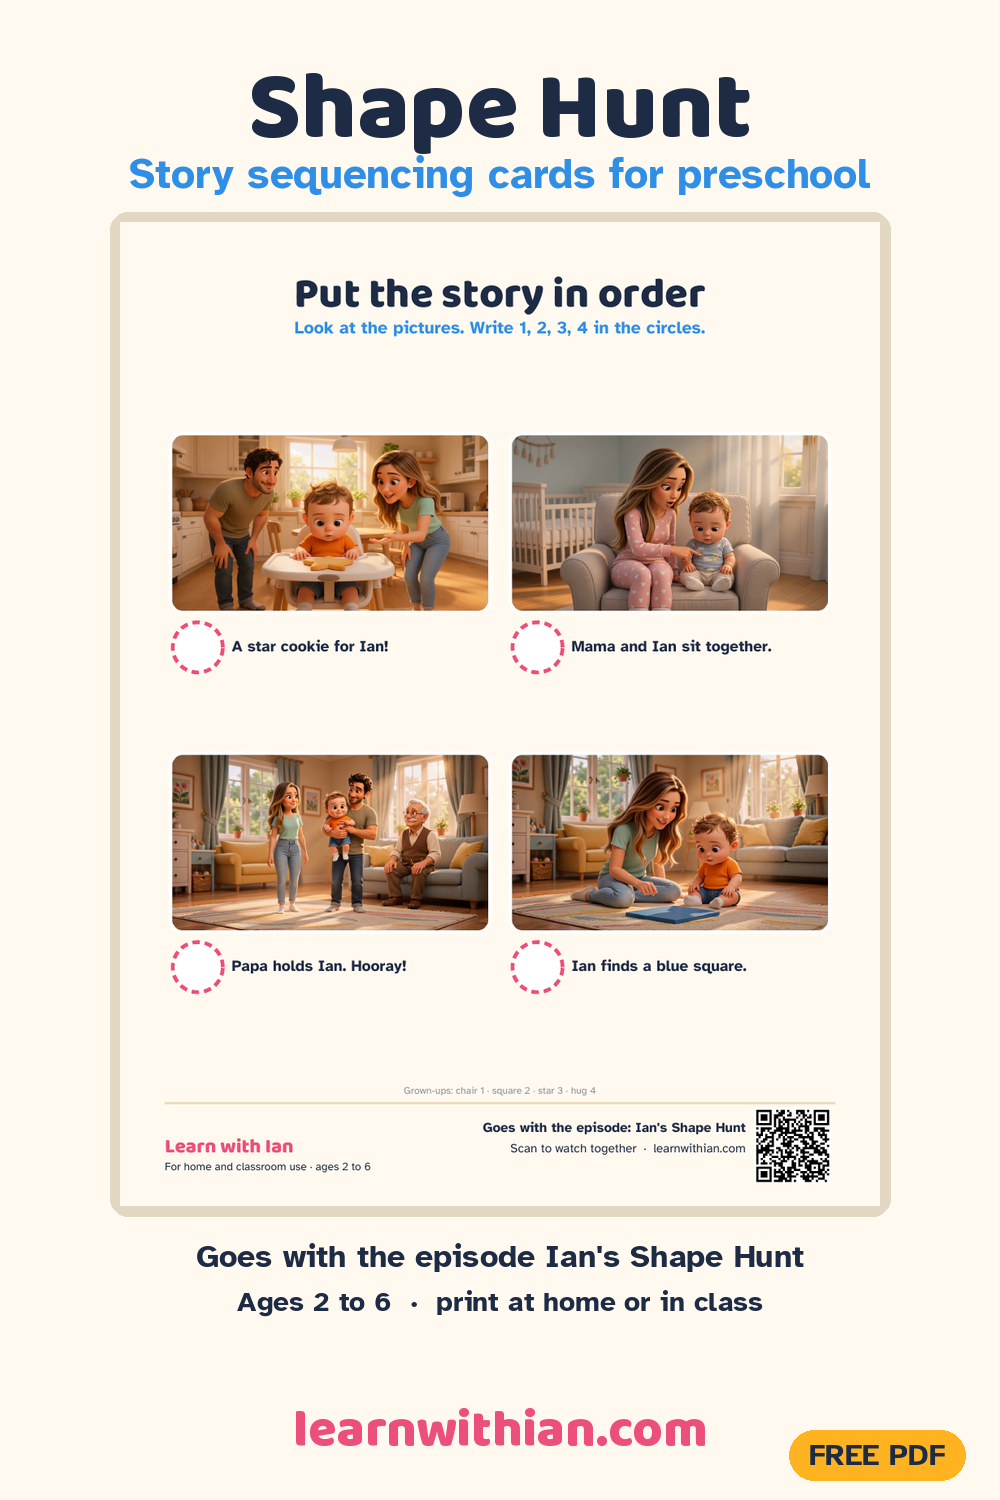 Shape Hunt
Story sequencing cards for preschool
Put the story in order
Look at the pictures. Write 1, 2, 3, 4 in the circles.
A star cookie for Ian!
Mama and Ian sit together.
Papa holds Ian. Hooray!
Ian finds a blue square.
Grown-ups: chair 1 · square 2 · star 3 · hug 4
Learn with Ian
For home and classroom use · ages 2 to 6
Goes with the episode: Ian's Shape Hunt
Scan to watch together · learnwithian.com
Goes with the episode Ian's Shape Hunt
Ages 2 to 6 · print at home or in class
learnwithian.com
FREE PDF